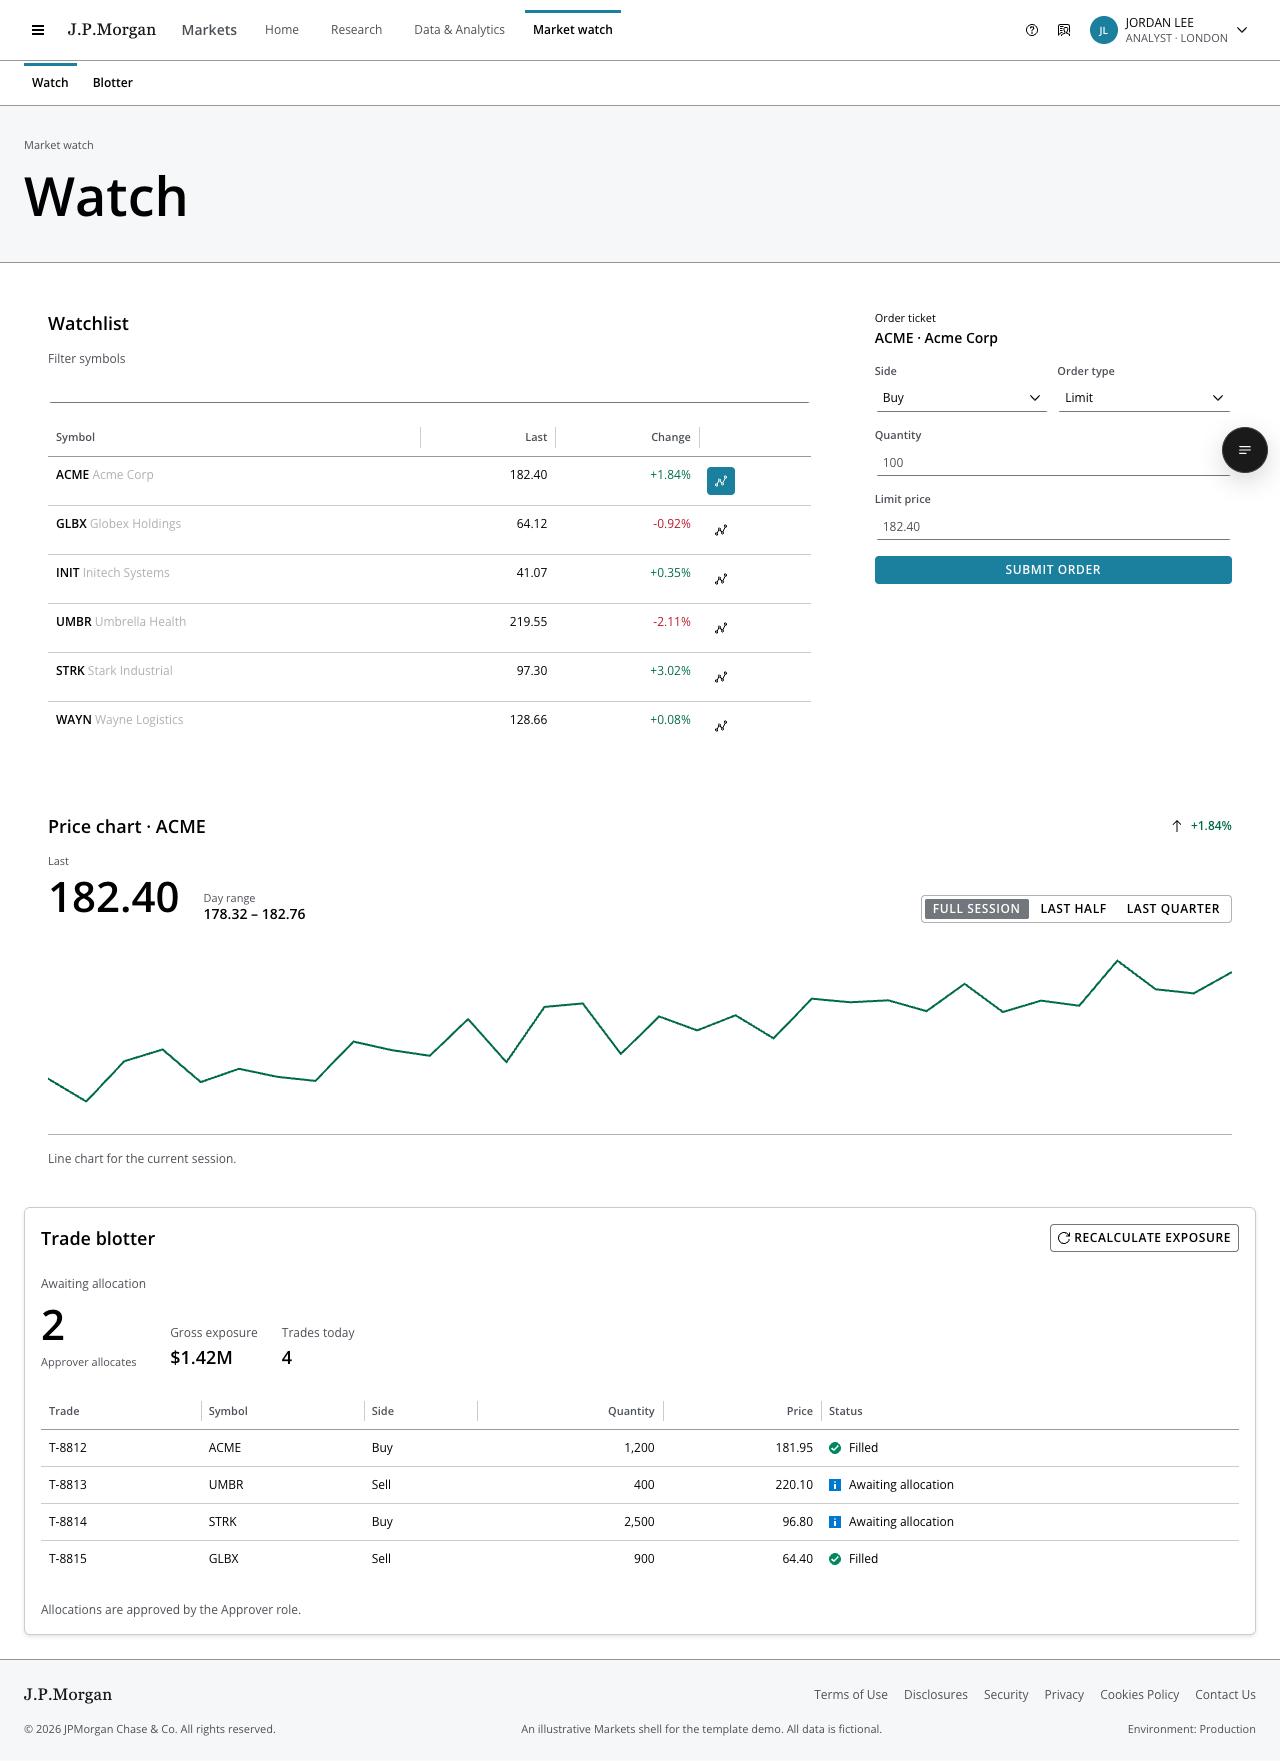 J.P.Morgan Markets Home Research Data & Analytics Market watch JL JORDAN LEE
ANALYST · LONDON
Watch Blotter
Market watch
Watch
Watchlist
Filter symbols
Symbol Last Change
ACME Acme Corp 182.40 +1.84%
GLBX Globex Holdings 64.12 -0.92%
INIT Initech Systems 41.07 +0.35%
UMBR Umbrella Health 219.55 -2.11%
STRK Stark Industrial 97.30 +3.02%
WAYN Wayne Logistics 128.66 +0.08%
Order ticket
ACME · Acme Corp
Side Order type
Buy Limit
Quantity
100
Limit price
182.40
SUBMIT ORDER
Price chart · ACME +1.84%
Last
182.40
Day range
178.32 – 182.76
FULL SESSION LAST HALF LAST QUARTER
Line chart for the current session.
Trade blotter RECALCULATE EXPOSURE
Awaiting allocation
2
Approver allocates
Gross exposure
$1.42M
Trades today
4
Trade Symbol Side Quantity Price Status
T-8812 ACME Buy 1,200 181.95 Filled
T-8813 UMBR Sell 400 220.10 Awaiting allocation
T-8814 STRK Buy 2,500 96.80 Awaiting allocation
T-8815 GLBX Sell 900 64.40 Filled
Allocations are approved by the Approver role.
J.P.Morgan Terms of Use Disclosures Security Privacy Cookies Policy Contact Us
© 2026 JPMorgan Chase & Co. All rights reserved. An illustrative Markets shell for the template demo. All data is fictional. Environment: Production